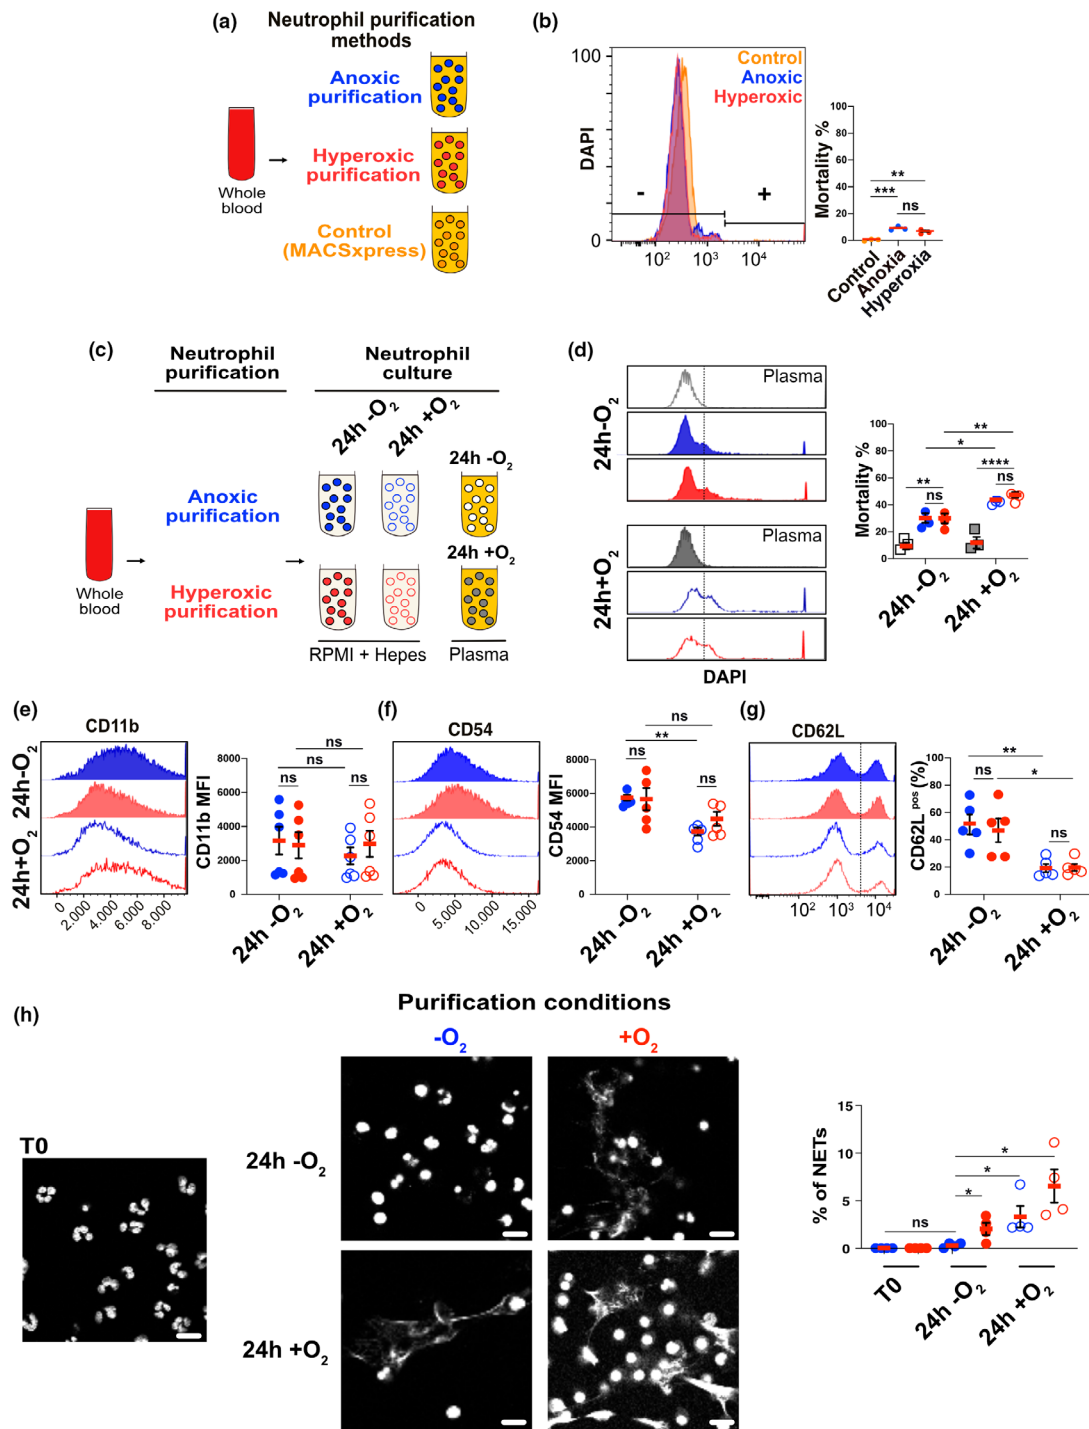 (a)
Neutrophil purification
methods
Anoxic
purification
Hyperoxic
purification
Control
(MACSxpress)
Whole
blood
(b)
Control
Anoxic
Hyperoxic
100
0
DAPI
-
+
10²
10³
10⁴
Mortality %
100
80
60
40
20
0
**
***
ns
Control
Anoxia
Hyperoxia
(c)
Neutrophil
purification
Neutrophil
culture
24h -O₂
24h +O₂
24h -O₂
Anoxic
purification
24h +O₂
Hyperoxic
purification
Whole
blood
RPMI + Hepes
Plasma
(d)
24h-O₂
Plasma
24h+O₂
Plasma
DAPI
Mortality %
100
80
60
40
20
0
**
*
****
**
ns
ns
24h -O₂
24h +O₂
(e)
CD11b
24h-O₂
24h+O₂
0
2.000
4.000
6.000
8.000
CD11b MFI
8000
6000
4000
2000
0
ns
ns
ns
ns
24h -O₂
24h +O₂
(f)
CD54
0
5.000
10.000
15.000
CD54 MFI
8000
6000
4000
2000
0
ns
**
ns
ns
24h -O₂
24h +O₂
(g)
CD62L
10²
10³
10⁴
CD62L pos (%)
100
80
60
40
20
0
**
ns
*
ns
24h -O₂
24h +O₂
(h)
Purification conditions
-O₂
+O₂
T0
24h -O₂
24h +O₂
% of NETs
15
10
5
0
*
*
*
ns
T0
24h -O₂
24h +O₂